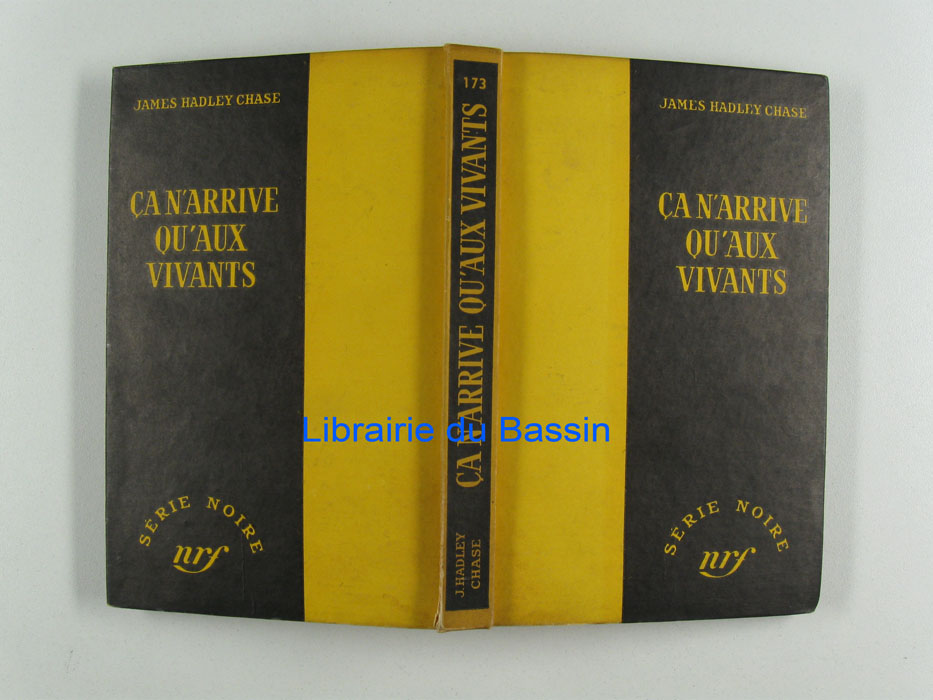 JAMES HADLEY CHASE
ÇA N'ARRIVE
QU'AUX
VIVANTS
SÉRIE NOIRE
nrf
173
ÇA N'ARRIVE QU'AUX VIVANTS
J. HADLEY
CHASE
JAMES HADLEY CHASE
ÇA N'ARRIVE
QU'AUX
VIVANTS
SÉRIE NOIRE
nrf
Librairie du Bassin